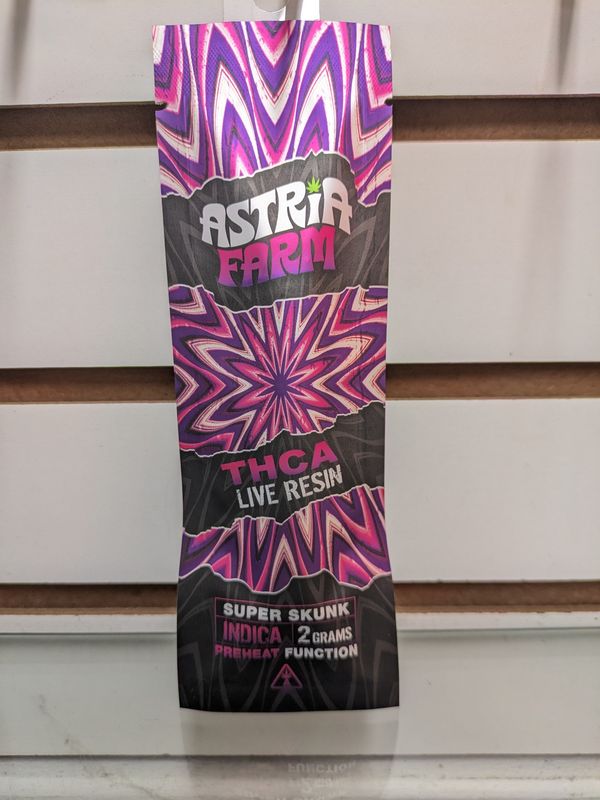 ASTRiA
FARM
THCA
LIVE RESIN
SUPER SKUNK
INDICA 2 GRAMS
PREHEAT FUNCTION